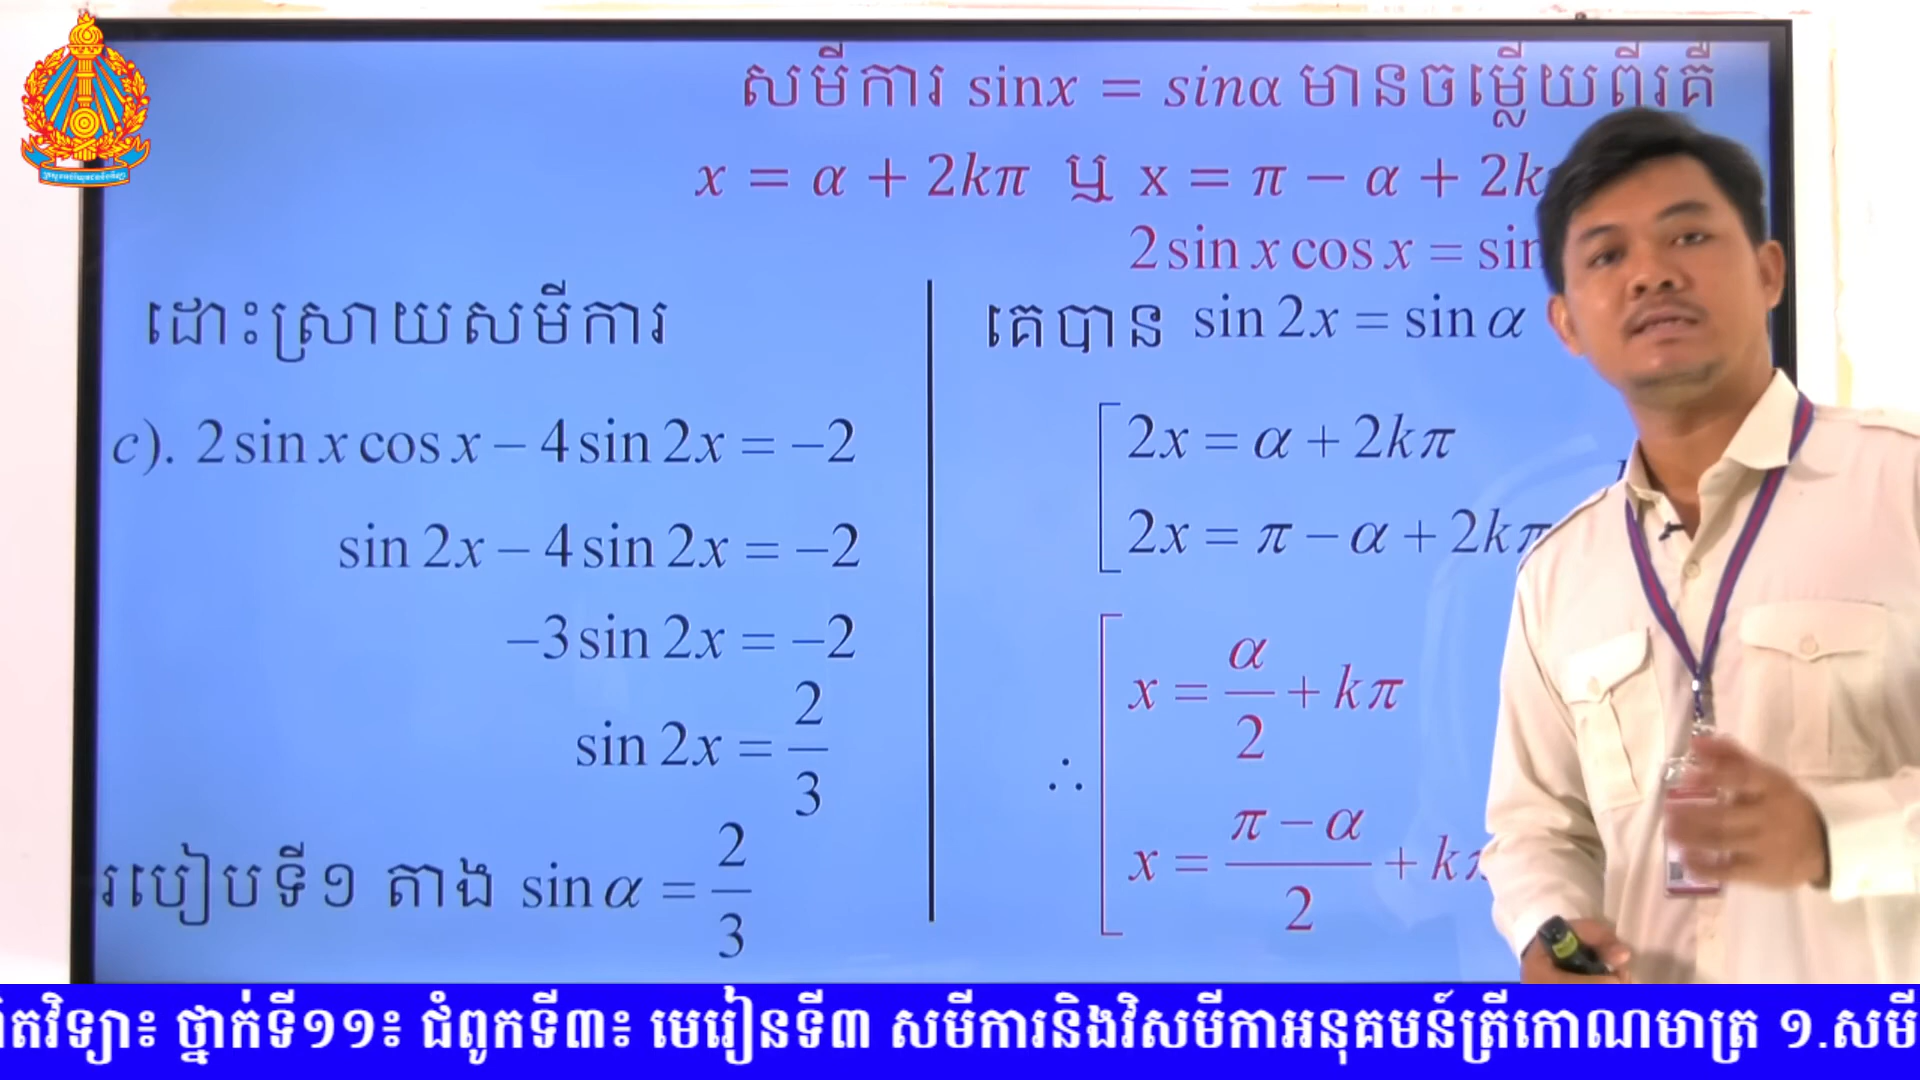 សមីការ sinx = sinα មានចម្លើយពីរគឺ
x = α + 2kπ ឬ x = π − α + 2k
2 sin x cos x = sin
ដោះស្រាយសមីការ
c). 2 sin x cos x − 4 sin 2x = −2
sin 2x − 4 sin 2x = −2
−3 sin 2x = −2
sin 2x = 2/3
របៀបទី១ តាង sin α = 2/3
គេបាន sin 2x = sin α
2x = α + 2kπ
2x = π − α + 2kπ
∴ x = α/2 + kπ
x = (π − α)/2 + kπ
ិតវិទ្យា៖ ថ្នាក់ទី១១៖ ជំពូកទី៣៖ មេរៀនទី៣ សមីការនិងវិសមីកាអនុគមន៍ត្រីកោណមាត្រ ១.សមី